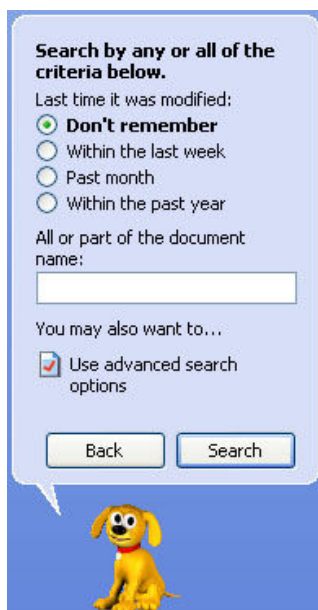 Search by any or all of the
criteria below.
Last time it was modified:
Don't remember
Within the last week
Past month
Within the past year
All or part of the document
name:
You may also want to...
Use advanced search
options
Back
Search